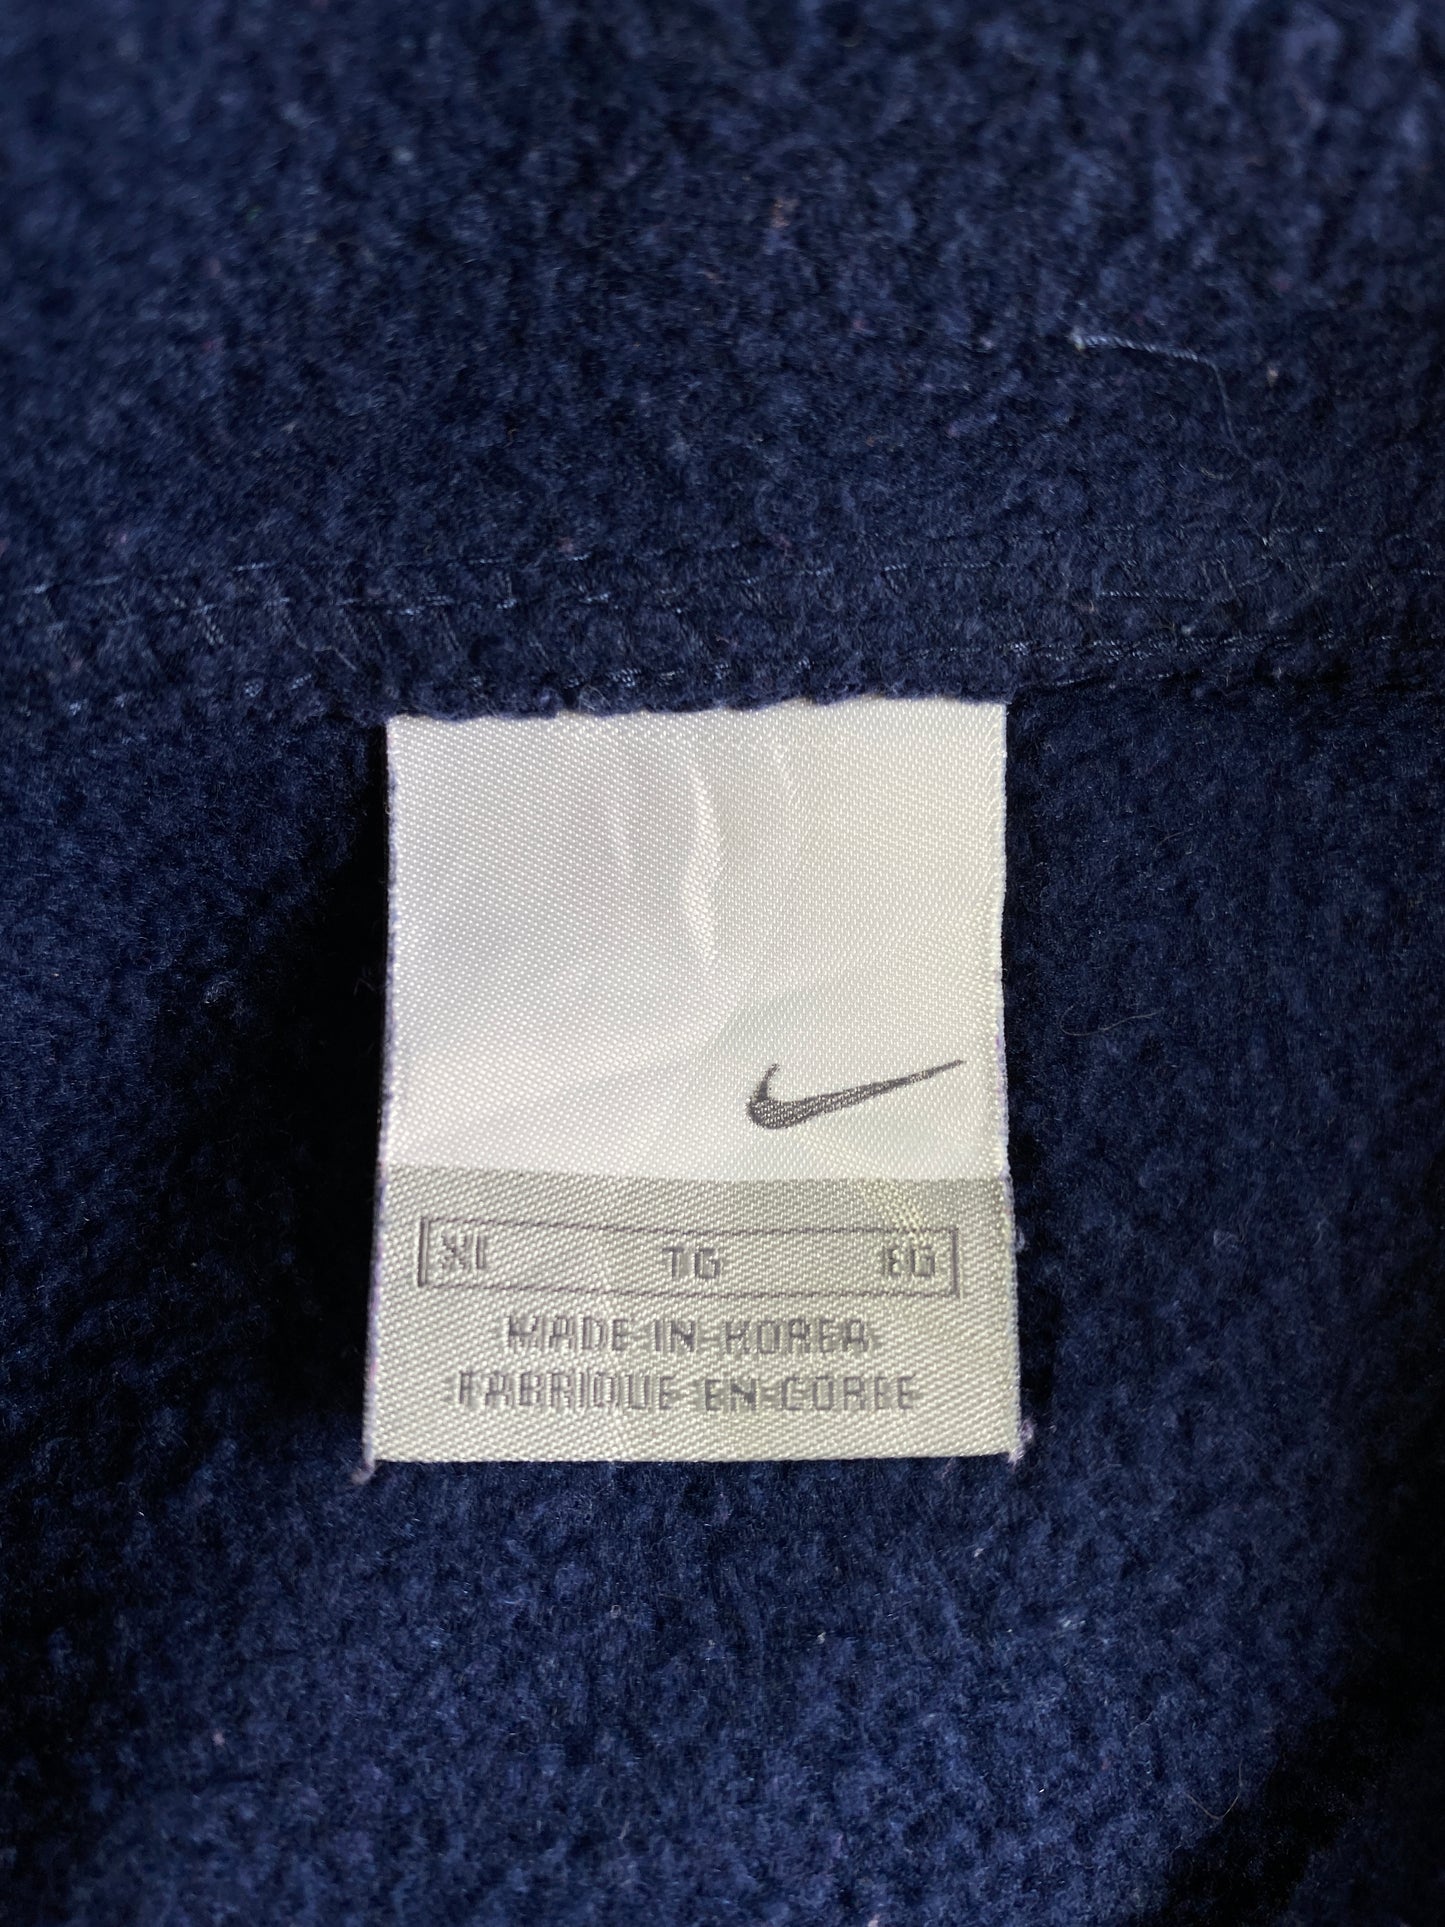 XL TG EG
MADE IN KOREA
FABRIQUE EN COREE